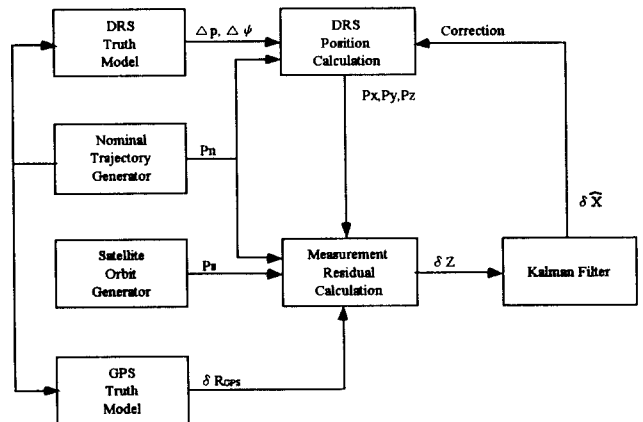 DRS
Truth
Model
△p, △ψ
DRS
Position
Calculation
Correction
Px,Py,Pz
Nominal
Trajectory
Generator
Pn
δX̂
Satellite
Orbit
Generator
Ps
Measurement
Residual
Calculation
δZ
Kalman Filter
GPS
Truth
Model
δRGPS